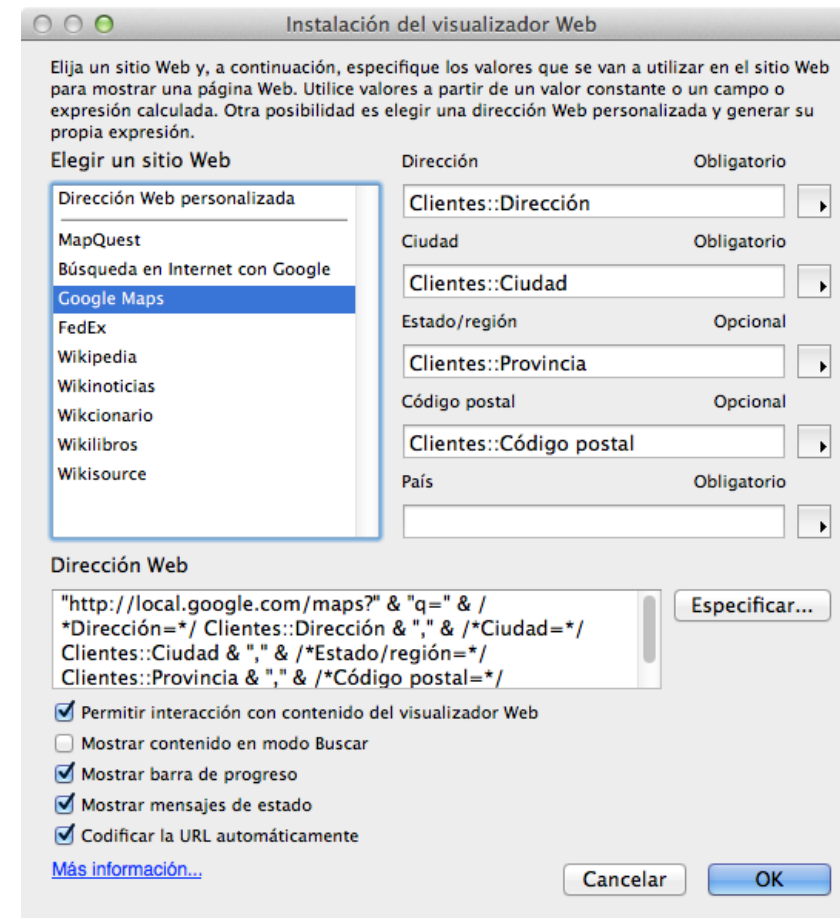 Instalación del visualizador Web
Elija un sitio Web y, a continuación, especifique los valores que se van a utilizar en el sitio Web
para mostrar una página Web. Utilice valores a partir de un valor constante o un campo o
expresión calculada. Otra posibilidad es elegir una dirección Web personalizada y generar su
propia expresión.
Elegir un sitio Web
Dirección Web personalizada
MapQuest
Búsqueda en Internet con Google
Google Maps
FedEx
Wikipedia
Wikinoticias
Wikcionario
Wikilibros
Wikisource
Dirección Obligatorio
Clientes::Dirección
Ciudad Obligatorio
Clientes::Ciudad
Estado/región Opcional
Clientes::Provincia
Código postal Opcional
Clientes::Código postal
País Obligatorio
Dirección Web
"http://local.google.com/maps?" & "q=" & /
*Dirección=*/ Clientes::Dirección & "," & /*Ciudad=*/
Clientes::Ciudad & "," & /*Estado/región=*/
Clientes::Provincia & "," & /*Código postal=*/
Especificar...
Permitir interacción con contenido del visualizador Web
Mostrar contenido en modo Buscar
Mostrar barra de progreso
Mostrar mensajes de estado
Codificar la URL automáticamente
Más información...
Cancelar OK